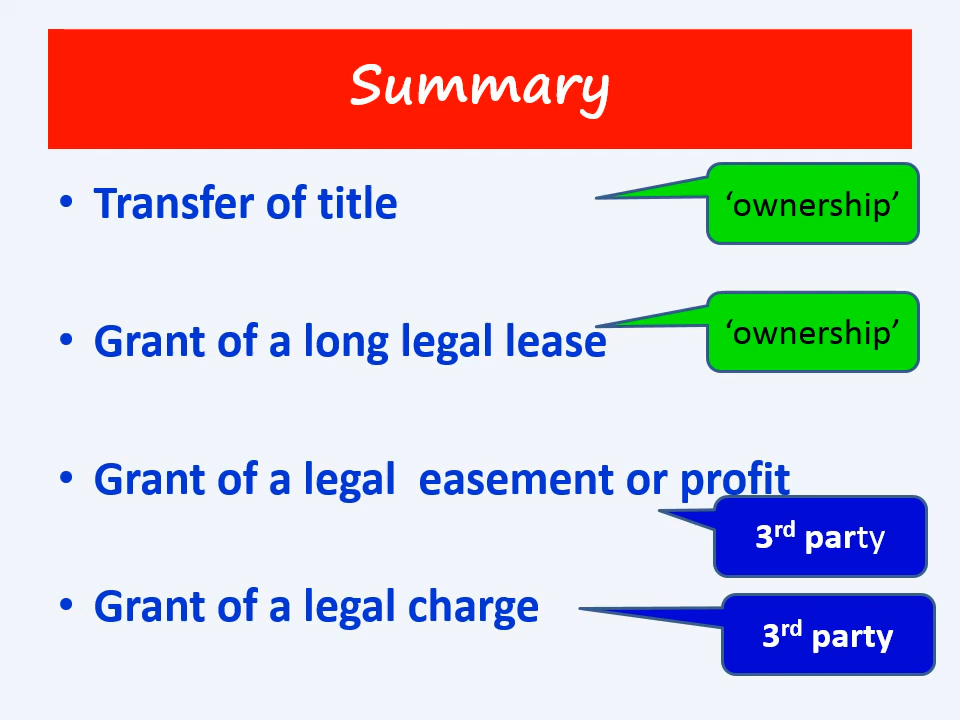 Summary
• Transfer of title
‘ownership’
• Grant of a long legal lease
‘ownership’
• Grant of a legal  easement or profit
3rd party
• Grant of a legal charge
3rd party